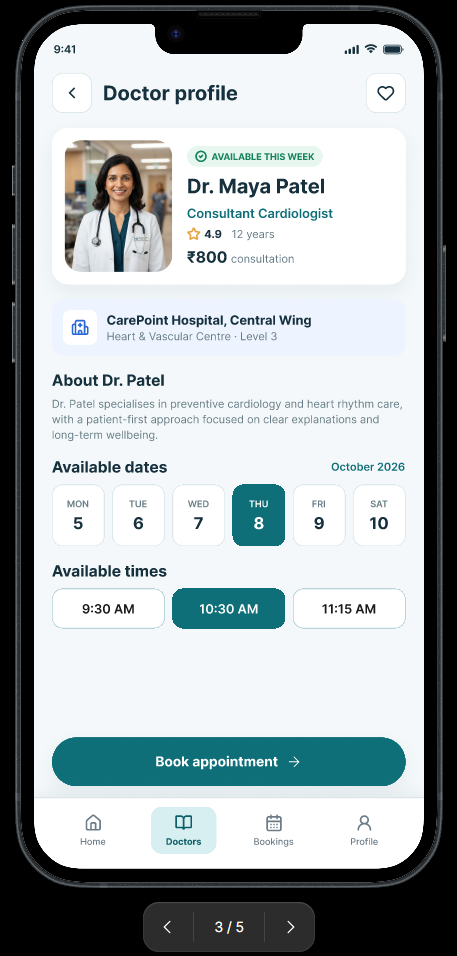 9:41
Doctor profile
AVAILABLE THIS WEEK
Dr. Maya Patel
Consultant Cardiologist
4.9 12 years
₹800 consultation
CarePoint Hospital, Central Wing
Heart & Vascular Centre · Level 3
About Dr. Patel
Dr. Patel specialises in preventive cardiology and heart rhythm care,
with a patient-first approach focused on clear explanations and
long-term wellbeing.
Available dates October 2026
MON TUE WED THU FRI SAT
5 6 7 8 9 10
Available times
9:30 AM 10:30 AM 11:15 AM
Book appointment
Home Doctors Bookings Profile
3 / 5